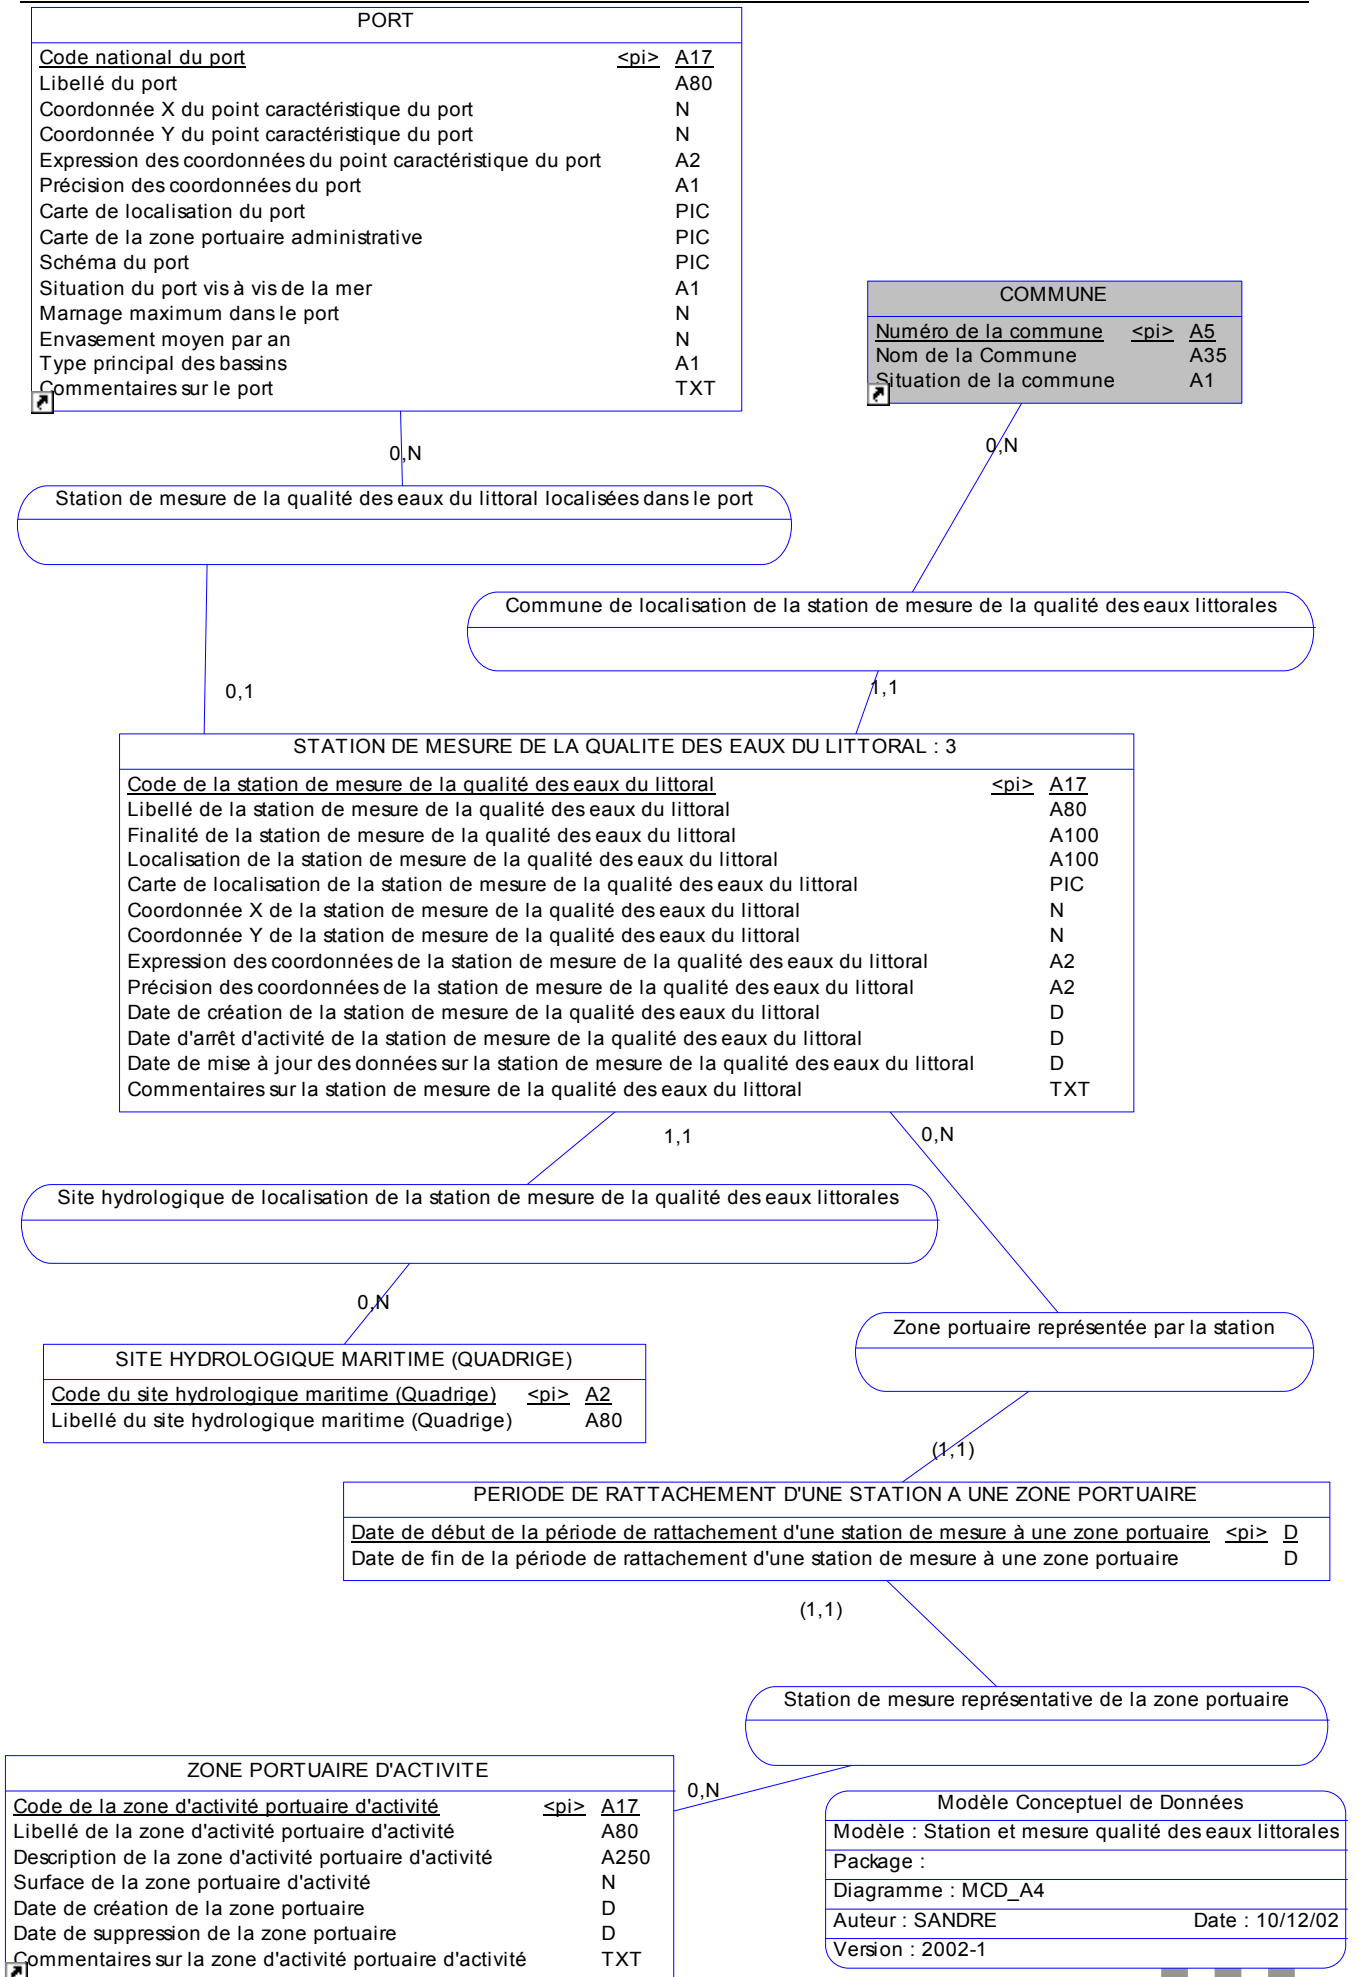 PORT
Code national du port <pi> A17
Libellé du port A80
Coordonnée X du point caractéristique du port N
Coordonnée Y du point caractéristique du port N
Expression des coordonnées du point caractéristique du port A2
Précision des coordonnées du port A1
Carte de localisation du port PIC
Carte de la zone portuaire administrative PIC
Schéma du port PIC
Situation du port vis à vis de la mer A1
Marnage maximum dans le port N
Envasement moyen par an N
Type principal des bassins A1
Commentaires sur le port TXT
COMMUNE
Numéro de la commune <pi> A5
Nom de la Commune A35
Situation de la commune A1
0,N
0,N
Station de mesure de la qualité des eaux du littoral localisées dans le port
Commune de localisation de la station de mesure de la qualité des eaux littorales
0,1
1,1
STATION DE MESURE DE LA QUALITE DES EAUX DU LITTORAL : 3
Code de la station de mesure de la qualité des eaux du littoral <pi> A17
Libellé de la station de mesure de la qualité des eaux du littoral A80
Finalité de la station de mesure de la qualité des eaux du littoral A100
Localisation de la station de mesure de la qualité des eaux du littoral A100
Carte de localisation de la station de mesure de la qualité des eaux du littoral PIC
Coordonnée X de la station de mesure de la qualité des eaux du littoral N
Coordonnée Y de la station de mesure de la qualité des eaux du littoral N
Expression des coordonnées de la station de mesure de la qualité des eaux du littoral A2
Précision des coordonnées de la station de mesure de la qualité des eaux du littoral A2
Date de création de la station de mesure de la qualité des eaux du littoral D
Date d'arrêt d'activité de la station de mesure de la qualité des eaux du littoral D
Date de mise à jour des données sur la station de mesure de la qualité des eaux du littoral D
Commentaires sur la station de mesure de la qualité des eaux du littoral TXT
1,1
0,N
Site hydrologique de localisation de la station de mesure de la qualité des eaux littorales
0,N
Zone portuaire représentée par la station
SITE HYDROLOGIQUE MARITIME (QUADRIGE)
Code du site hydrologique maritime (Quadrige) <pi> A2
Libellé du site hydrologique maritime (Quadrige) A80
(1,1)
PERIODE DE RATTACHEMENT D'UNE STATION A UNE ZONE PORTUAIRE
Date de début de la période de rattachement d'une station de mesure à une zone portuaire <pi> D
Date de fin de la période de rattachement d'une station de mesure à une zone portuaire D
(1,1)
Station de mesure représentative de la zone portuaire
0,N
ZONE PORTUAIRE D'ACTIVITE
Code de la zone d'activité portuaire d'activité <pi> A17
Libellé de la zone d'activité portuaire d'activité A80
Description de la zone d'activité portuaire d'activité A250
Surface de la zone portuaire d'activité N
Date de création de la zone portuaire D
Date de suppression de la zone portuaire D
Commentaires sur la zone d'activité portuaire d'activité TXT
Modèle Conceptuel de Données
Modèle : Station et mesure qualité des eaux littorales
Package :
Diagramme : MCD_A4
Auteur : SANDRE Date : 10/12/02
Version : 2002-1